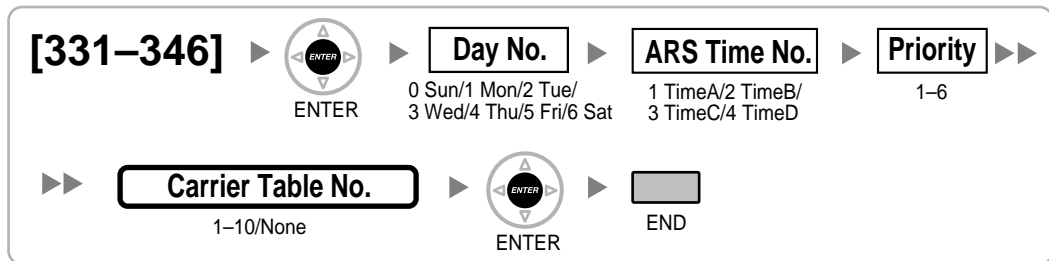 [331–346]
ENTER
ENTER
Day No.
0 Sun/1 Mon/2 Tue/
3 Wed/4 Thu/5 Fri/6 Sat
ARS Time No.
1 TimeA/2 TimeB/
3 TimeC/4 TimeD
Priority
1–6
Carrier Table No.
1–10/None
ENTER
ENTER
END